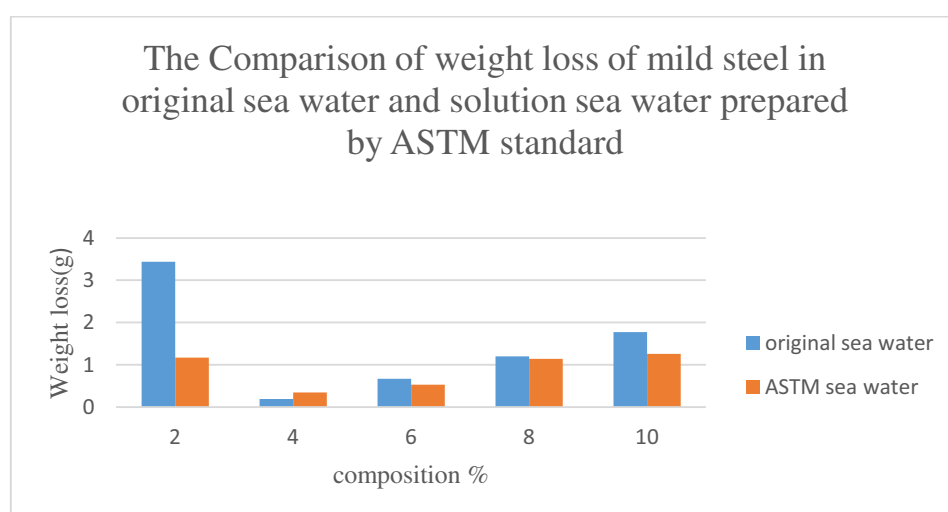 The Comparison of weight loss of mild steel in
original sea water and solution sea water prepared
by ASTM standard
Weight loss(g)
4
3
2
1
0
2 4 6 8 10
composition %
original sea water
ASTM sea water